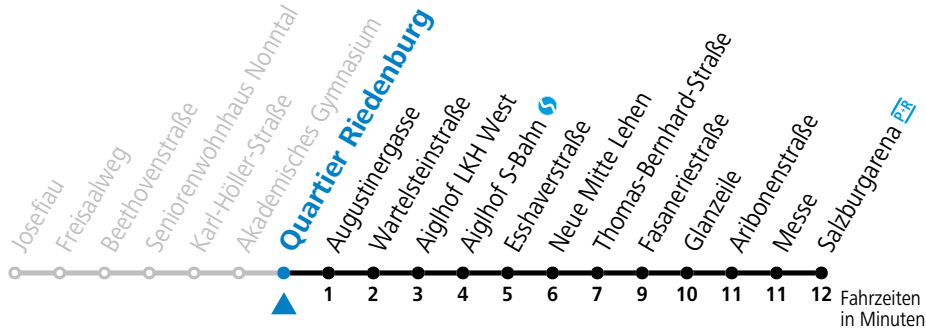 Josefiau
Freisaalweg
Beethovenstraße
Seniorenwohnhaus Nonntal
Karl-Höller-Straße
Akademisches Gymnasium
Quartier Riedenburg
Augustinergasse
Wartelsteinstraße
Aiglhof LKH West
Aiglhof S-Bahn
Esshaverstraße
Neue Mitte Lehen
Thomas-Bernhard-Straße
Fasaneriestraße
Glanzeile
Aribonenstraße
Messe
Salzburgarena P+R
1 2 3 4 5 6 7 9 10 11 11 12 Fahrzeiten
in Minuten